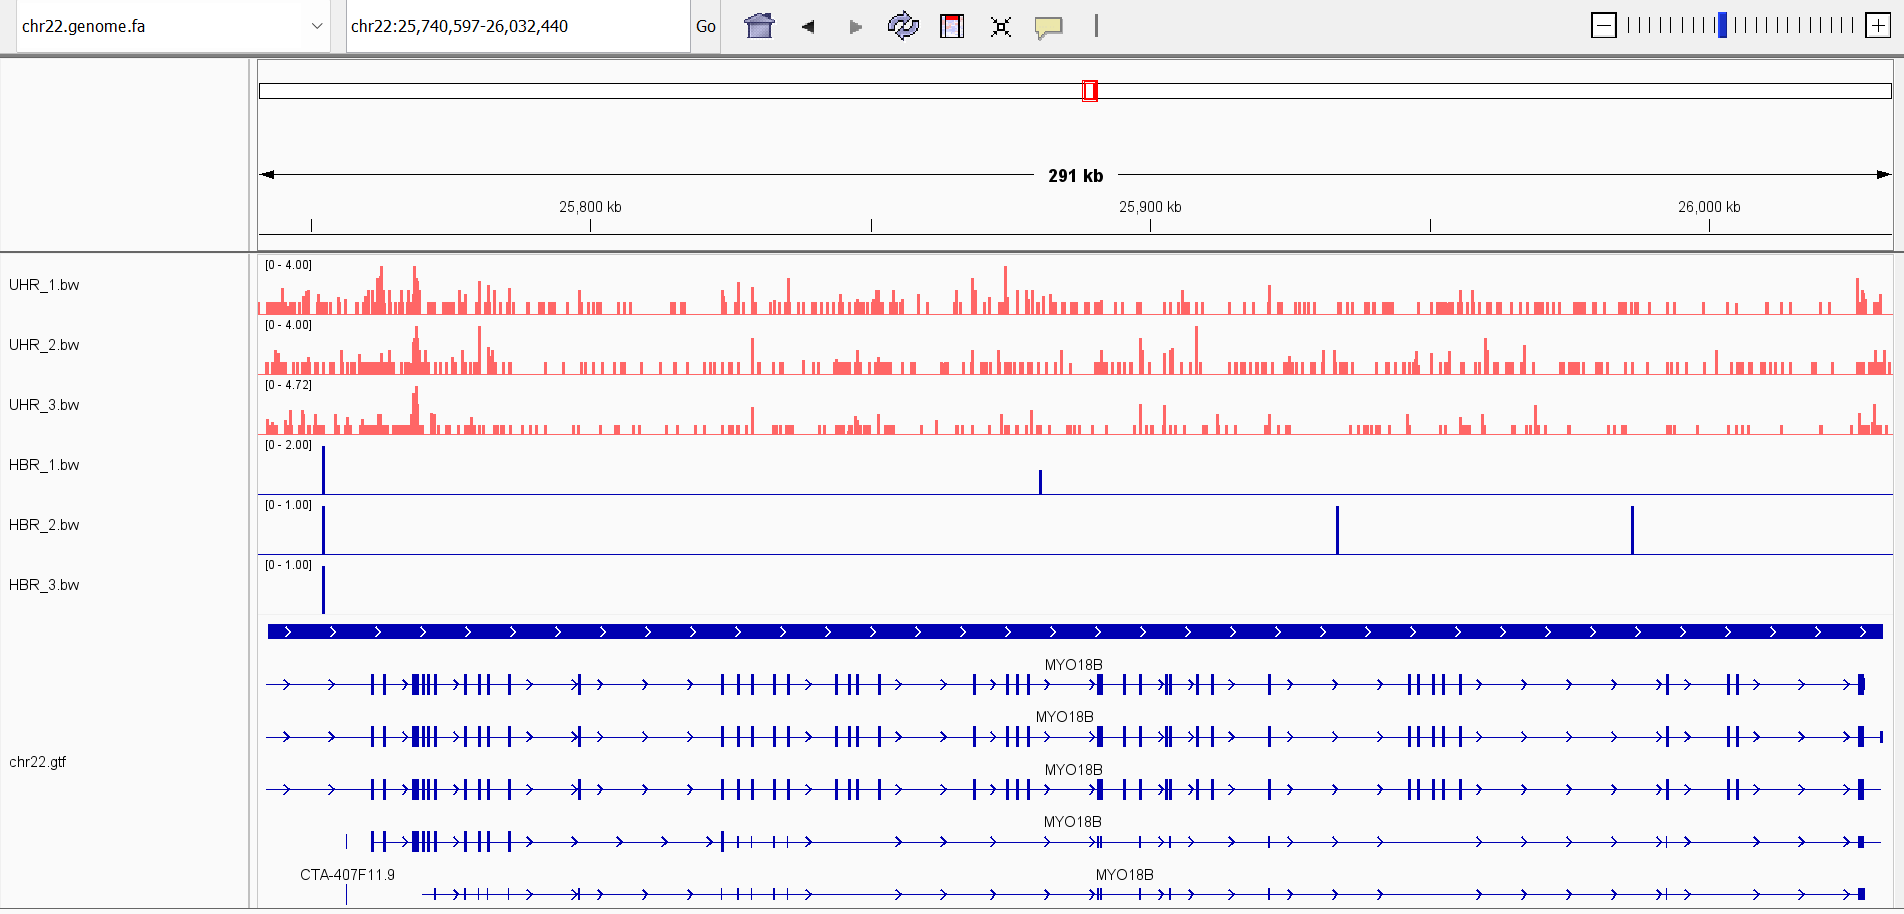 chr22.genome.fa
chr22:25,740,597-26,032,440
Go
291 kb
25,800 kb 25,900 kb 26,000 kb
UHR_1.bw [0 - 4.00]
UHR_2.bw [0 - 4.00]
UHR_3.bw [0 - 4.72]
HBR_1.bw [0 - 2.00]
HBR_2.bw [0 - 1.00]
HBR_3.bw [0 - 1.00]
MYO18B
MYO18B
chr22.gtf
MYO18B
MYO18B
CTA-407F11.9 MYO18B